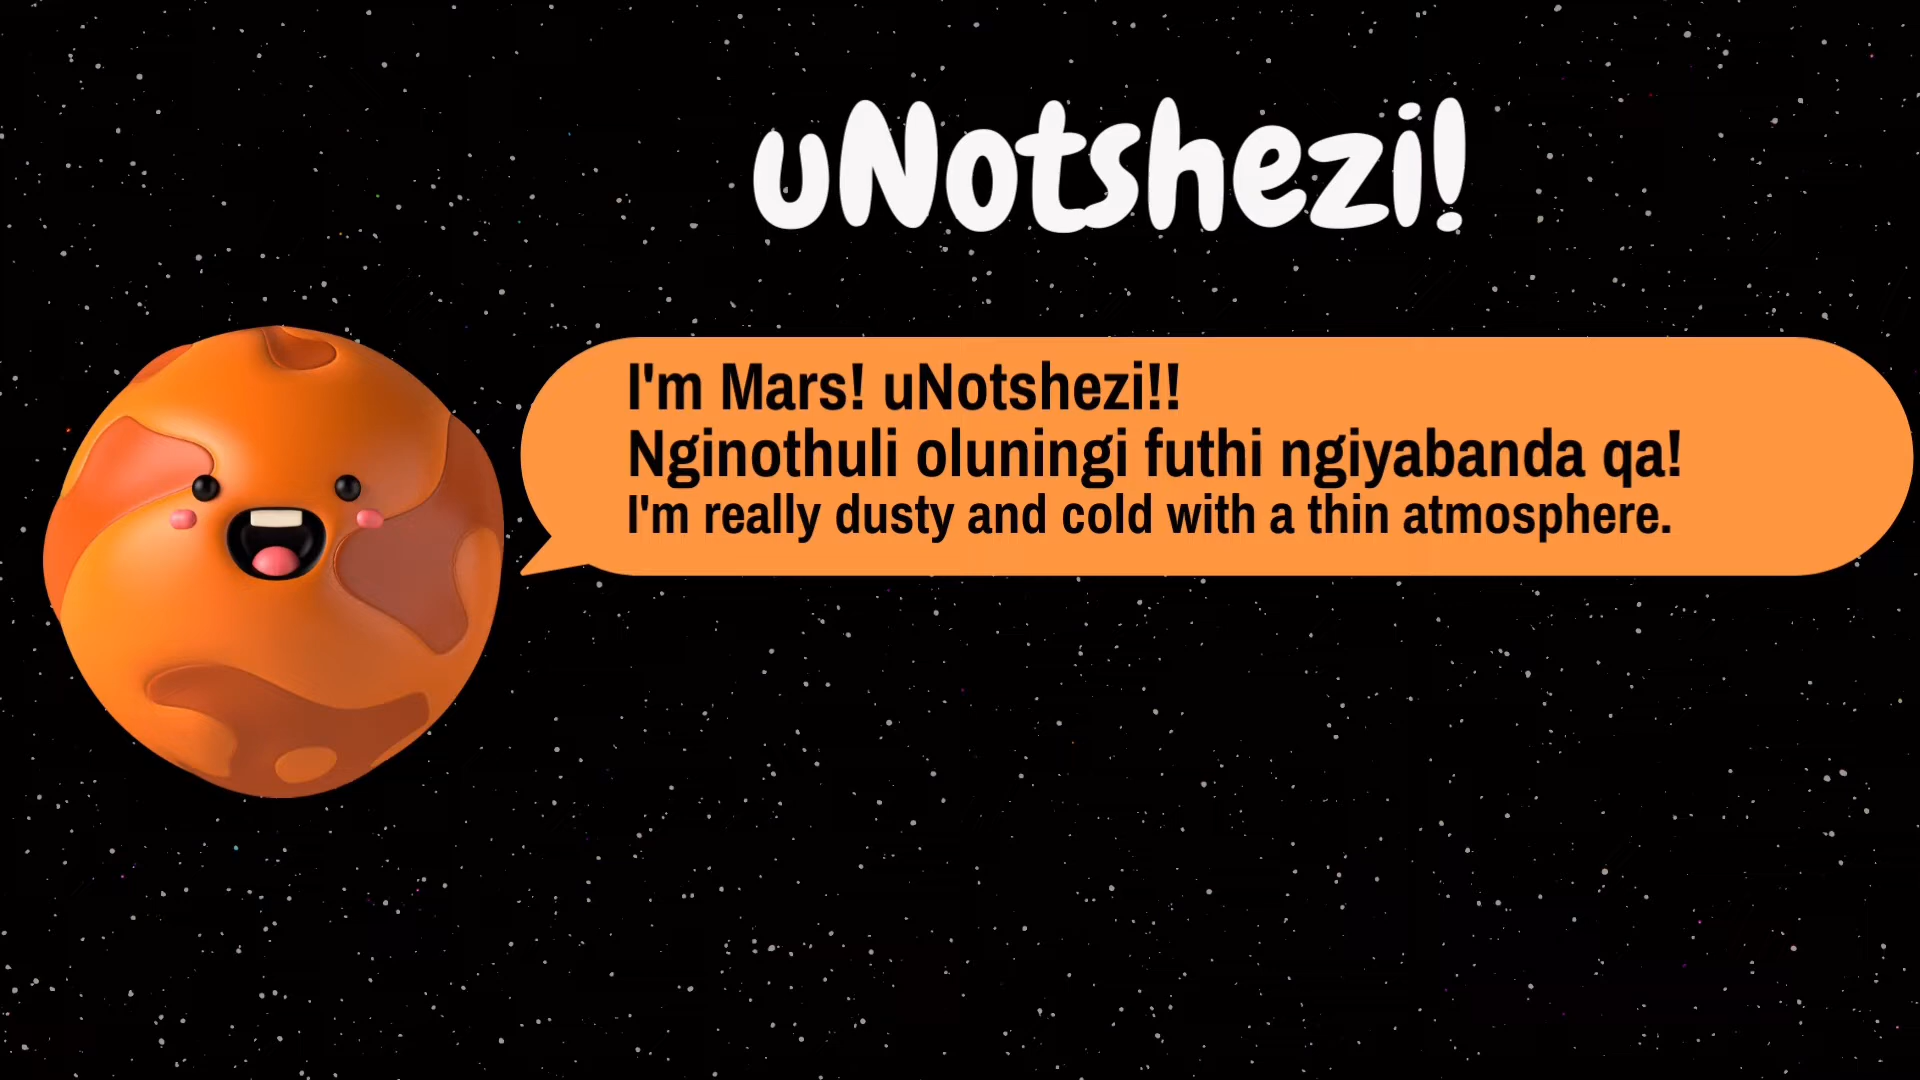 uNotshezi!
I'm Mars! uNotshezi!!
Nginothuli oluningi futhi ngiyabanda qa!
I'm really dusty and cold with a thin atmosphere.